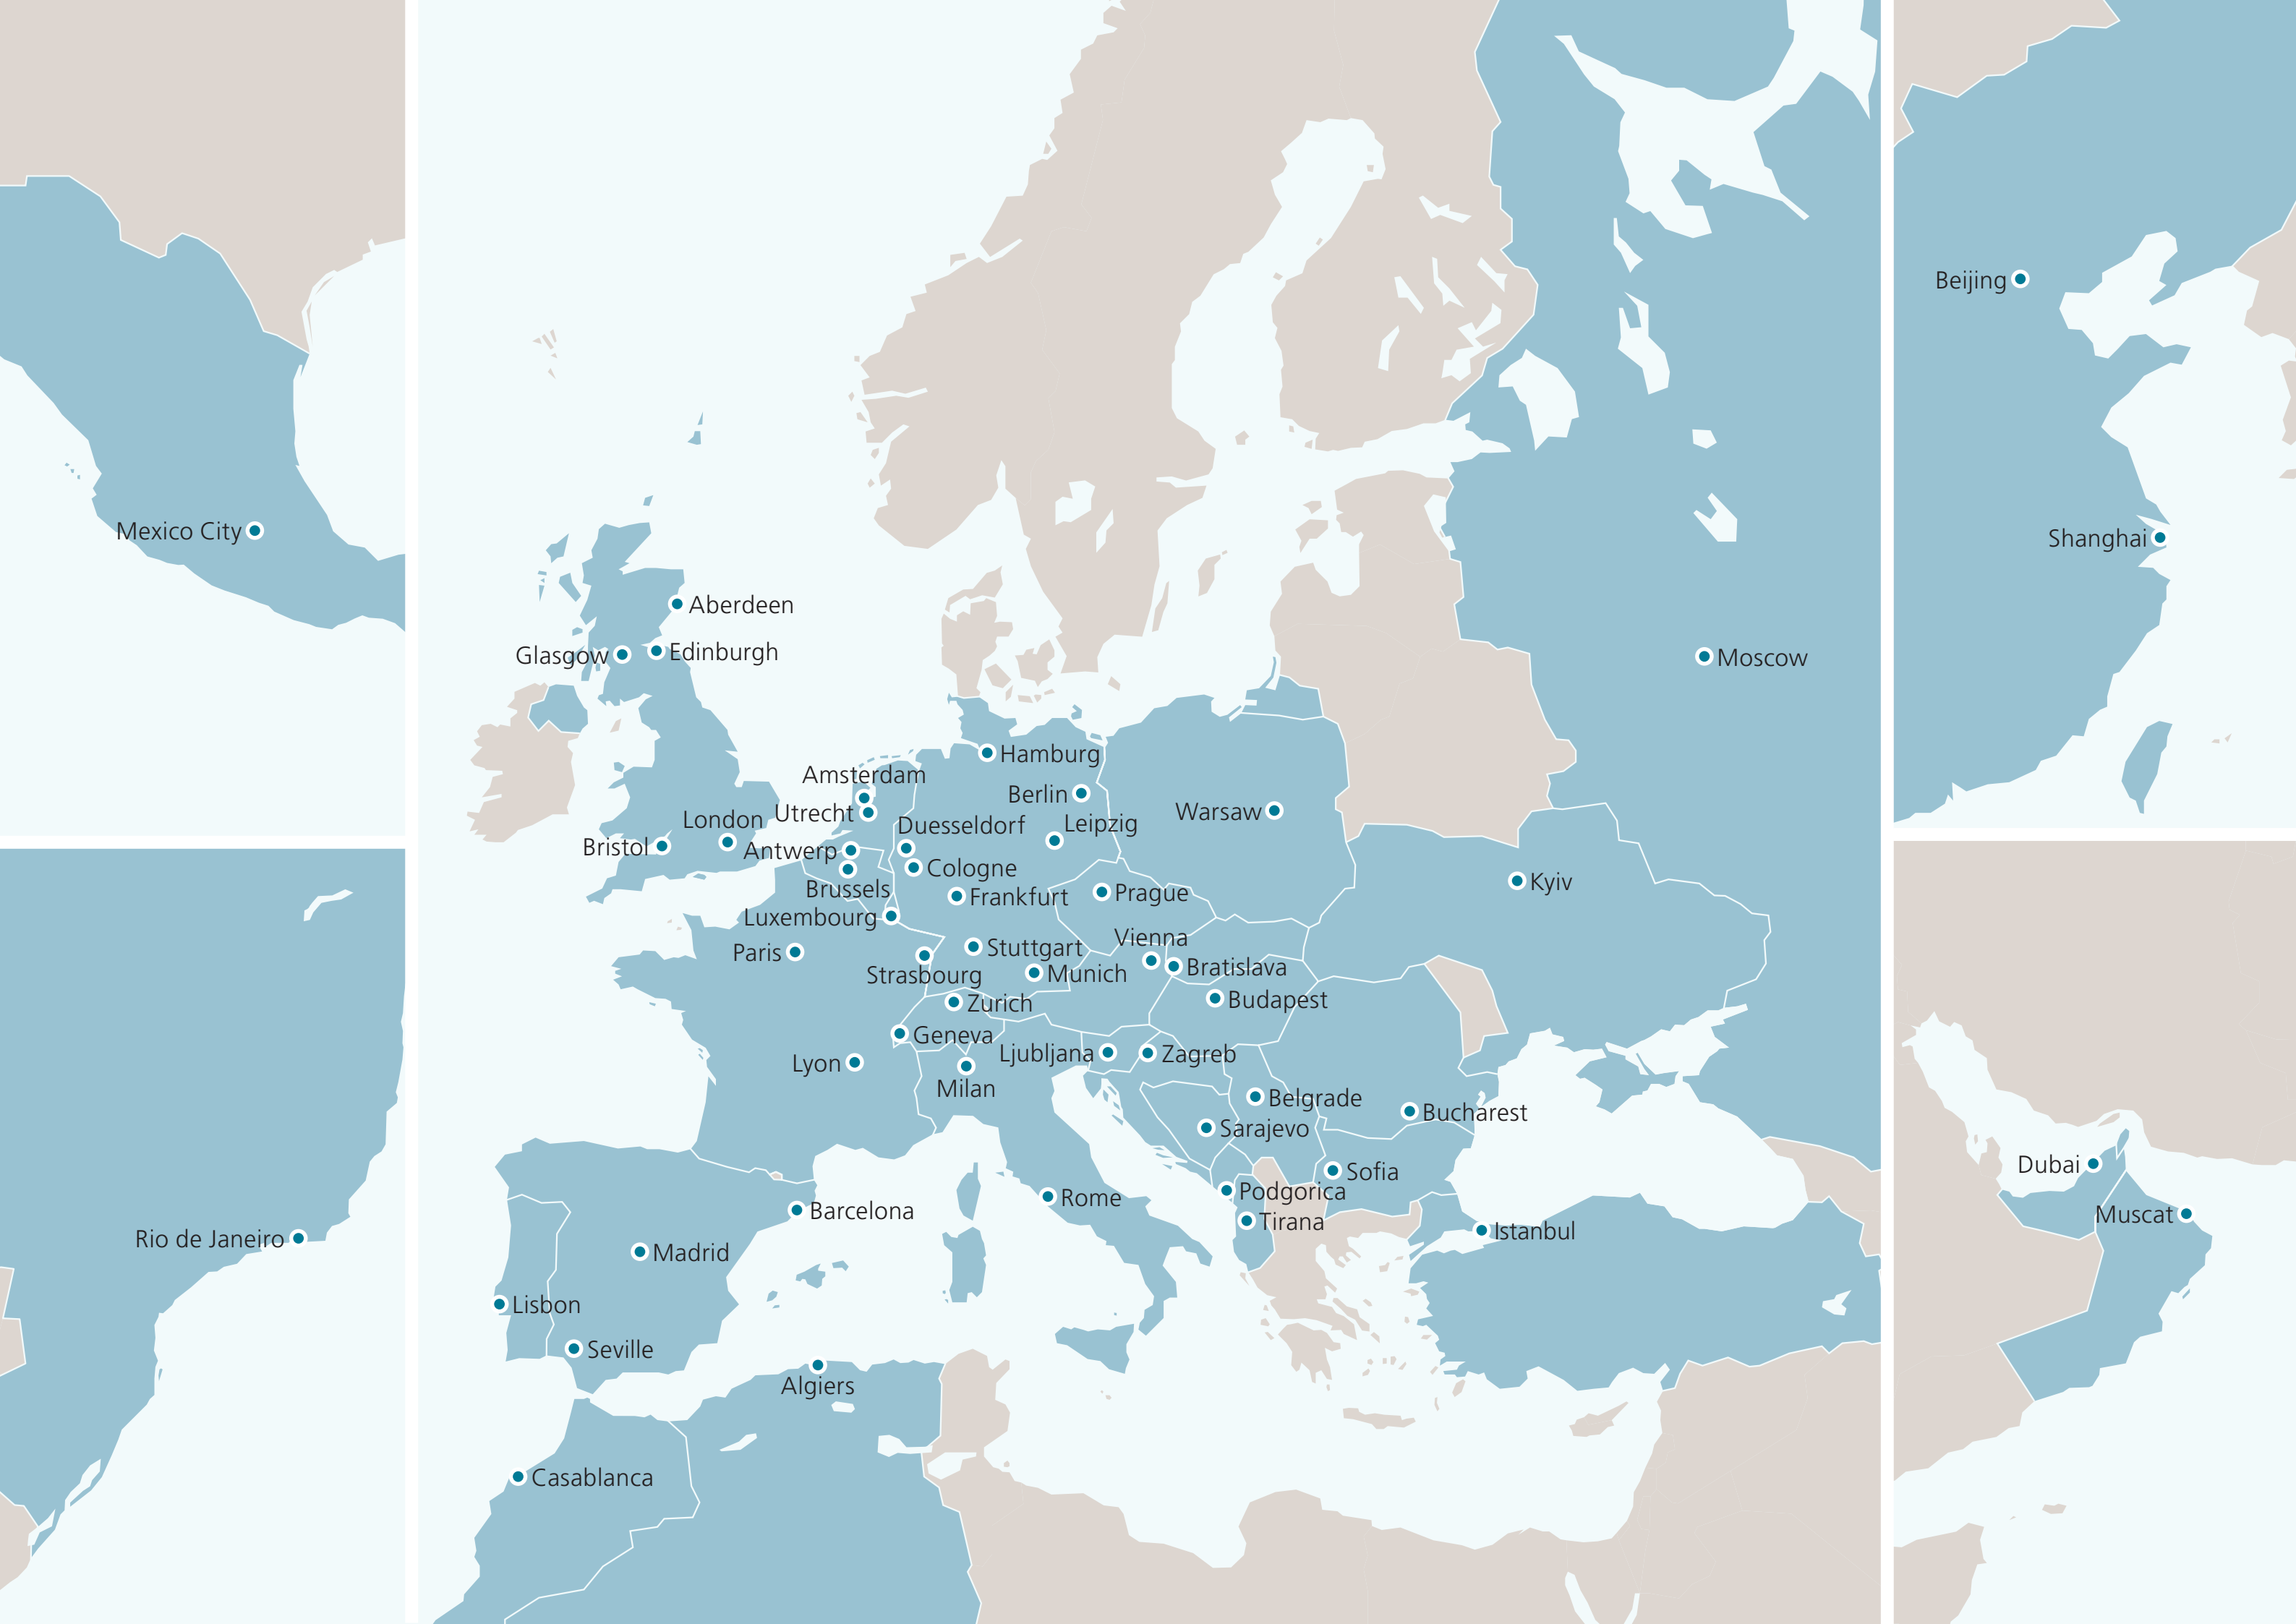 Mexico City
Rio de Janeiro
Aberdeen
Glasgow
Edinburgh
Moscow
Hamburg
Amsterdam
Berlin
Utrecht
Warsaw
London
Duesseldorf
Leipzig
Bristol
Antwerp
Cologne
Kyiv
Brussels
Frankfurt
Prague
Luxembourg
Vienna
Paris
Stuttgart
Strasbourg
Munich
Bratislava
Zurich
Budapest
Geneva
Lyon
Ljubljana
Zagreb
Milan
Belgrade
Bucharest
Sarajevo
Sofia
Podgorica
Rome
Barcelona
Tirana
Istanbul
Madrid
Lisbon
Seville
Algiers
Casablanca
Beijing
Shanghai
Dubai
Muscat